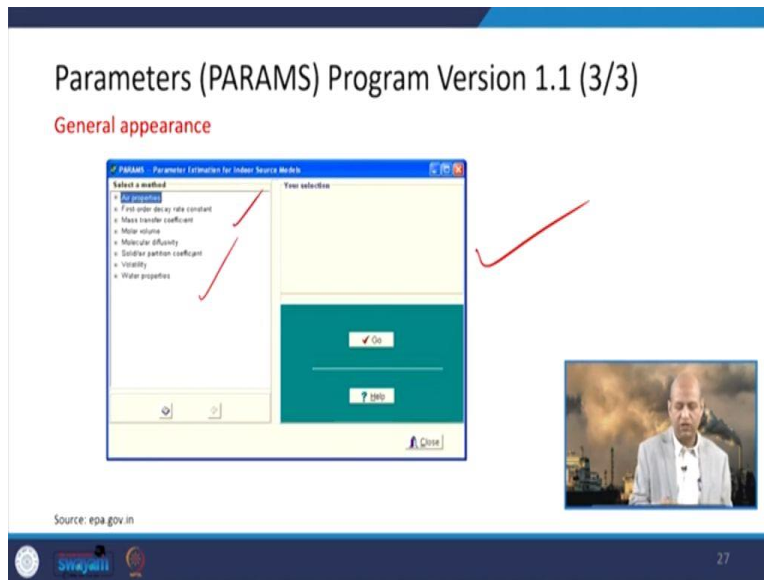 Parameters (PARAMS) Program Version 1.1 (3/3)
General appearance
PARAMS - Parameter Estimation for Indoor Source Models
Select a method
Your selection
Air properties
First-order decay rate constant
Mass transfer coefficient
Molar volume
Molecular diffusivity
Solid/air partition coefficient
Volatility
Water properties
Go
? Help
Close
Source: epa.gov.in
swayam
27